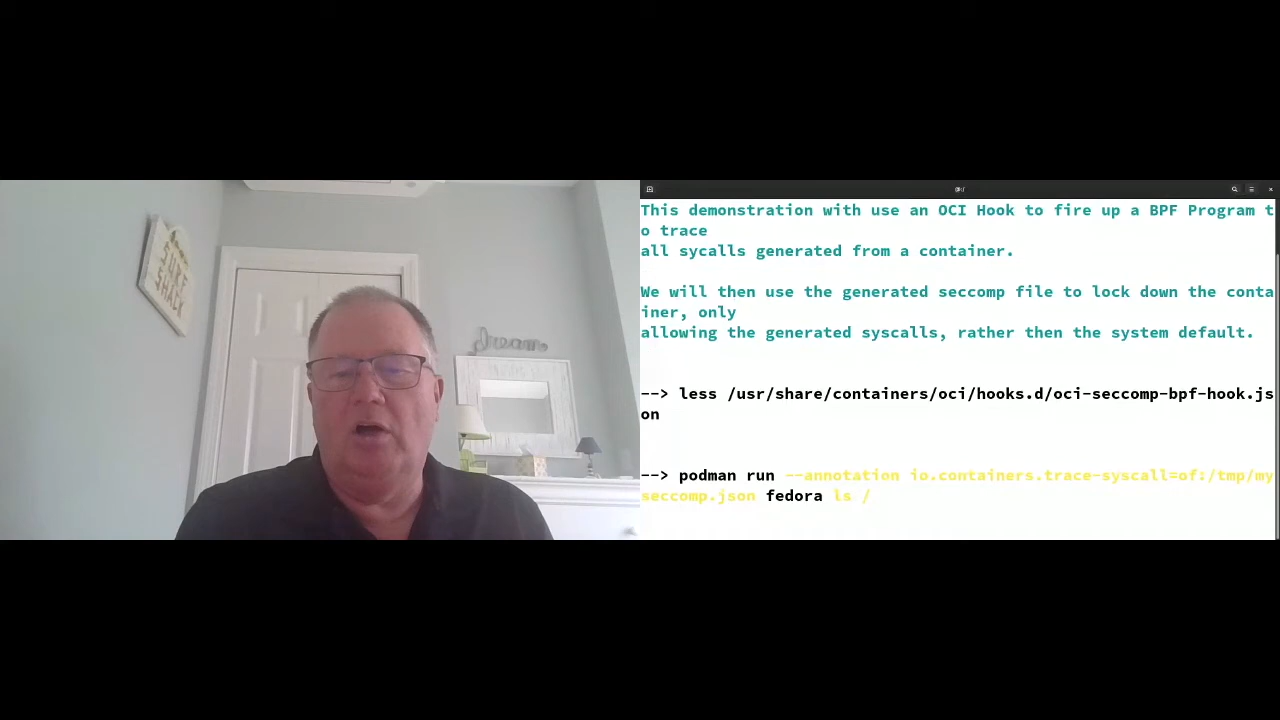 SURF
SHACK
Dream
This demonstration with use an OCI Hook to fire up a BPF Program t
o trace
all sycalls generated from a container.
We will then use the generated seccomp file to lock down the conta
iner, only
allowing the generated syscalls, rather then the system default.
--> less /usr/share/containers/oci/hooks.d/oci-seccomp-bpf-hook.js
on
--> podman run --annotation io.containers.trace-syscall=of:/tmp/my
seccomp.json fedora ls /